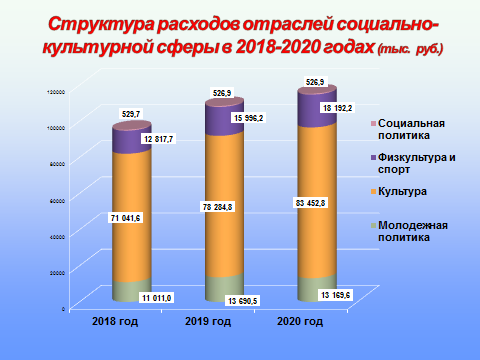 Структура расходов отраслей социально-
культурной сферы в 2018-2020 годах (тыс. руб.)
120000
100000
80000
60000
40000
20000
0
529,7
12 817,7
71 041,6
11 011,0
526,9
15 996,2
78 284,8
13 690,5
526,9
18 192,2
83 452,8
13 169,6
2018 год
2019 год
2020 год
Социальная
политика
Физкультура и
спорт
Культура
Молодежная
политика